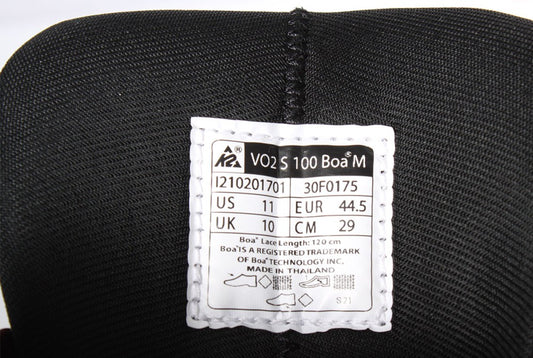 K2 VO2 S 100 Boa® M
I210201701 30F0175
US 11 EUR 44.5
UK 10 CM 29
Boa® Lace Length: 120 cm
Boa® IS A REGISTERED TRADEMARK
OF Boa® TECHNOLOGY INC.
MADE IN THAILAND
S21